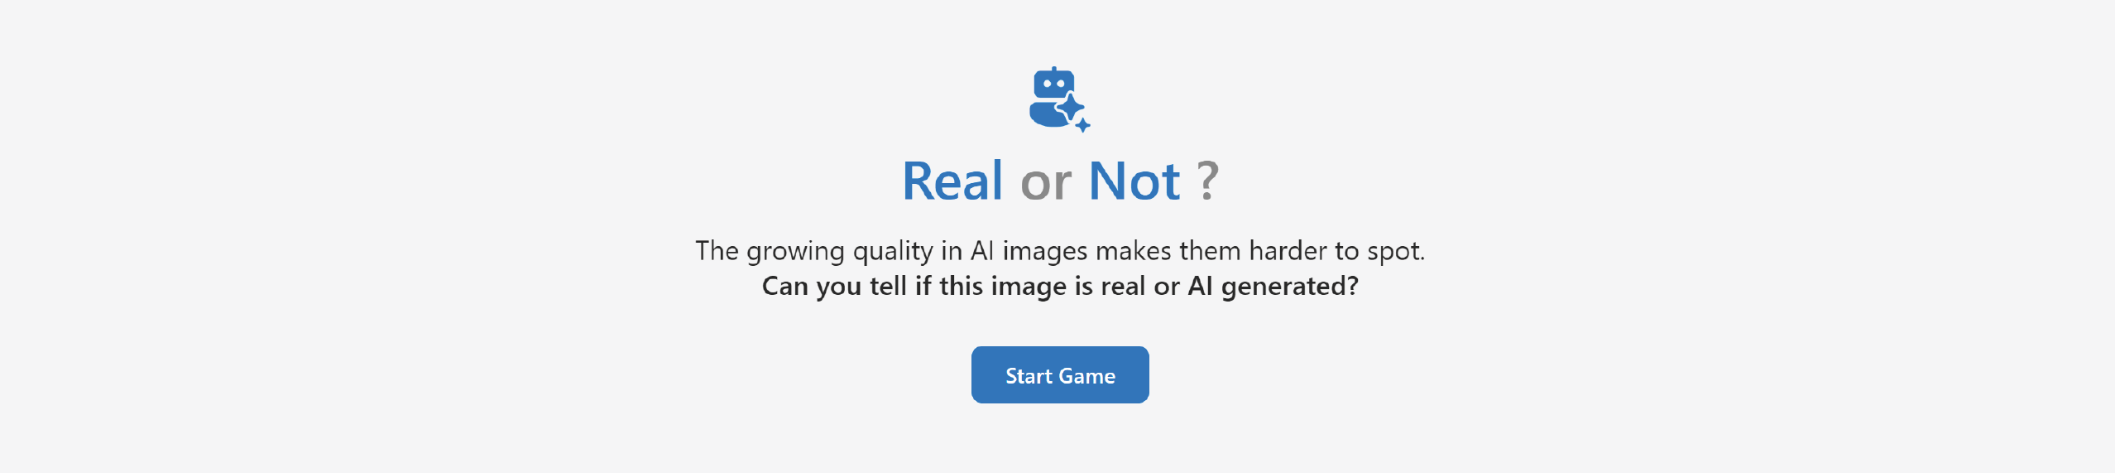 Real or Not ?
The growing quality in AI images makes them harder to spot.
Can you tell if this image is real or AI generated?
Start Game